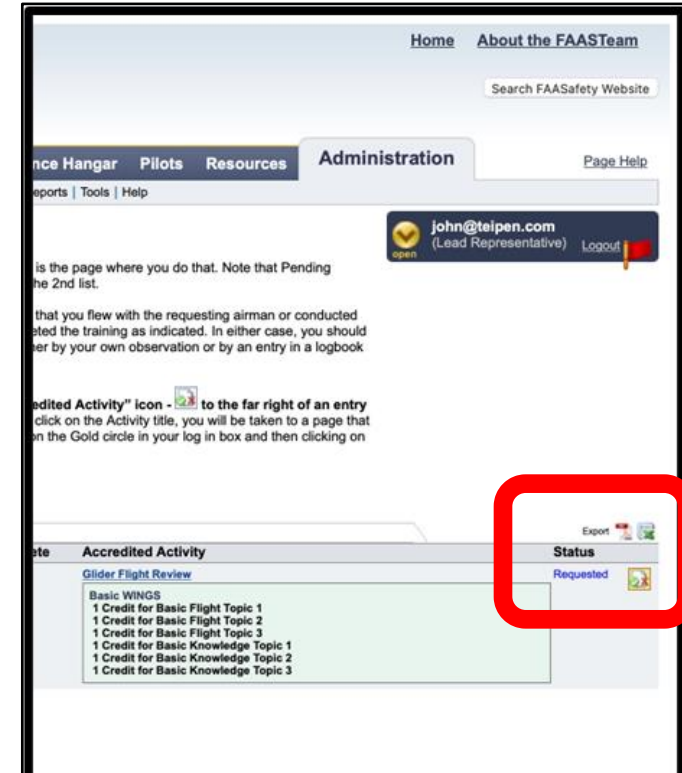 Home About the FAASTeam
Search FAASafety Website
nce Hangar Pilots Resources Administration Page Help
eports | Tools | Help
john@teipen.com
(Lead Representative) Logout
open
is the page where you do that. Note that Pending
he 2nd list.
that you flew with the requesting airman or conducted
eted the training as indicated. In either case, you should
her by your own observation or by an entry in a logbook
edited Activity" icon - to the far right of an entry
click on the Activity title, you will be taken to a page that
on the Gold circle in your log in box and then clicking on
Export
ete Accredited Activity Status
Glider Flight Review Requested
Basic WINGS
1 Credit for Basic Flight Topic 1
1 Credit for Basic Flight Topic 2
1 Credit for Basic Flight Topic 3
1 Credit for Basic Knowledge Topic 1
1 Credit for Basic Knowledge Topic 2
1 Credit for Basic Knowledge Topic 3